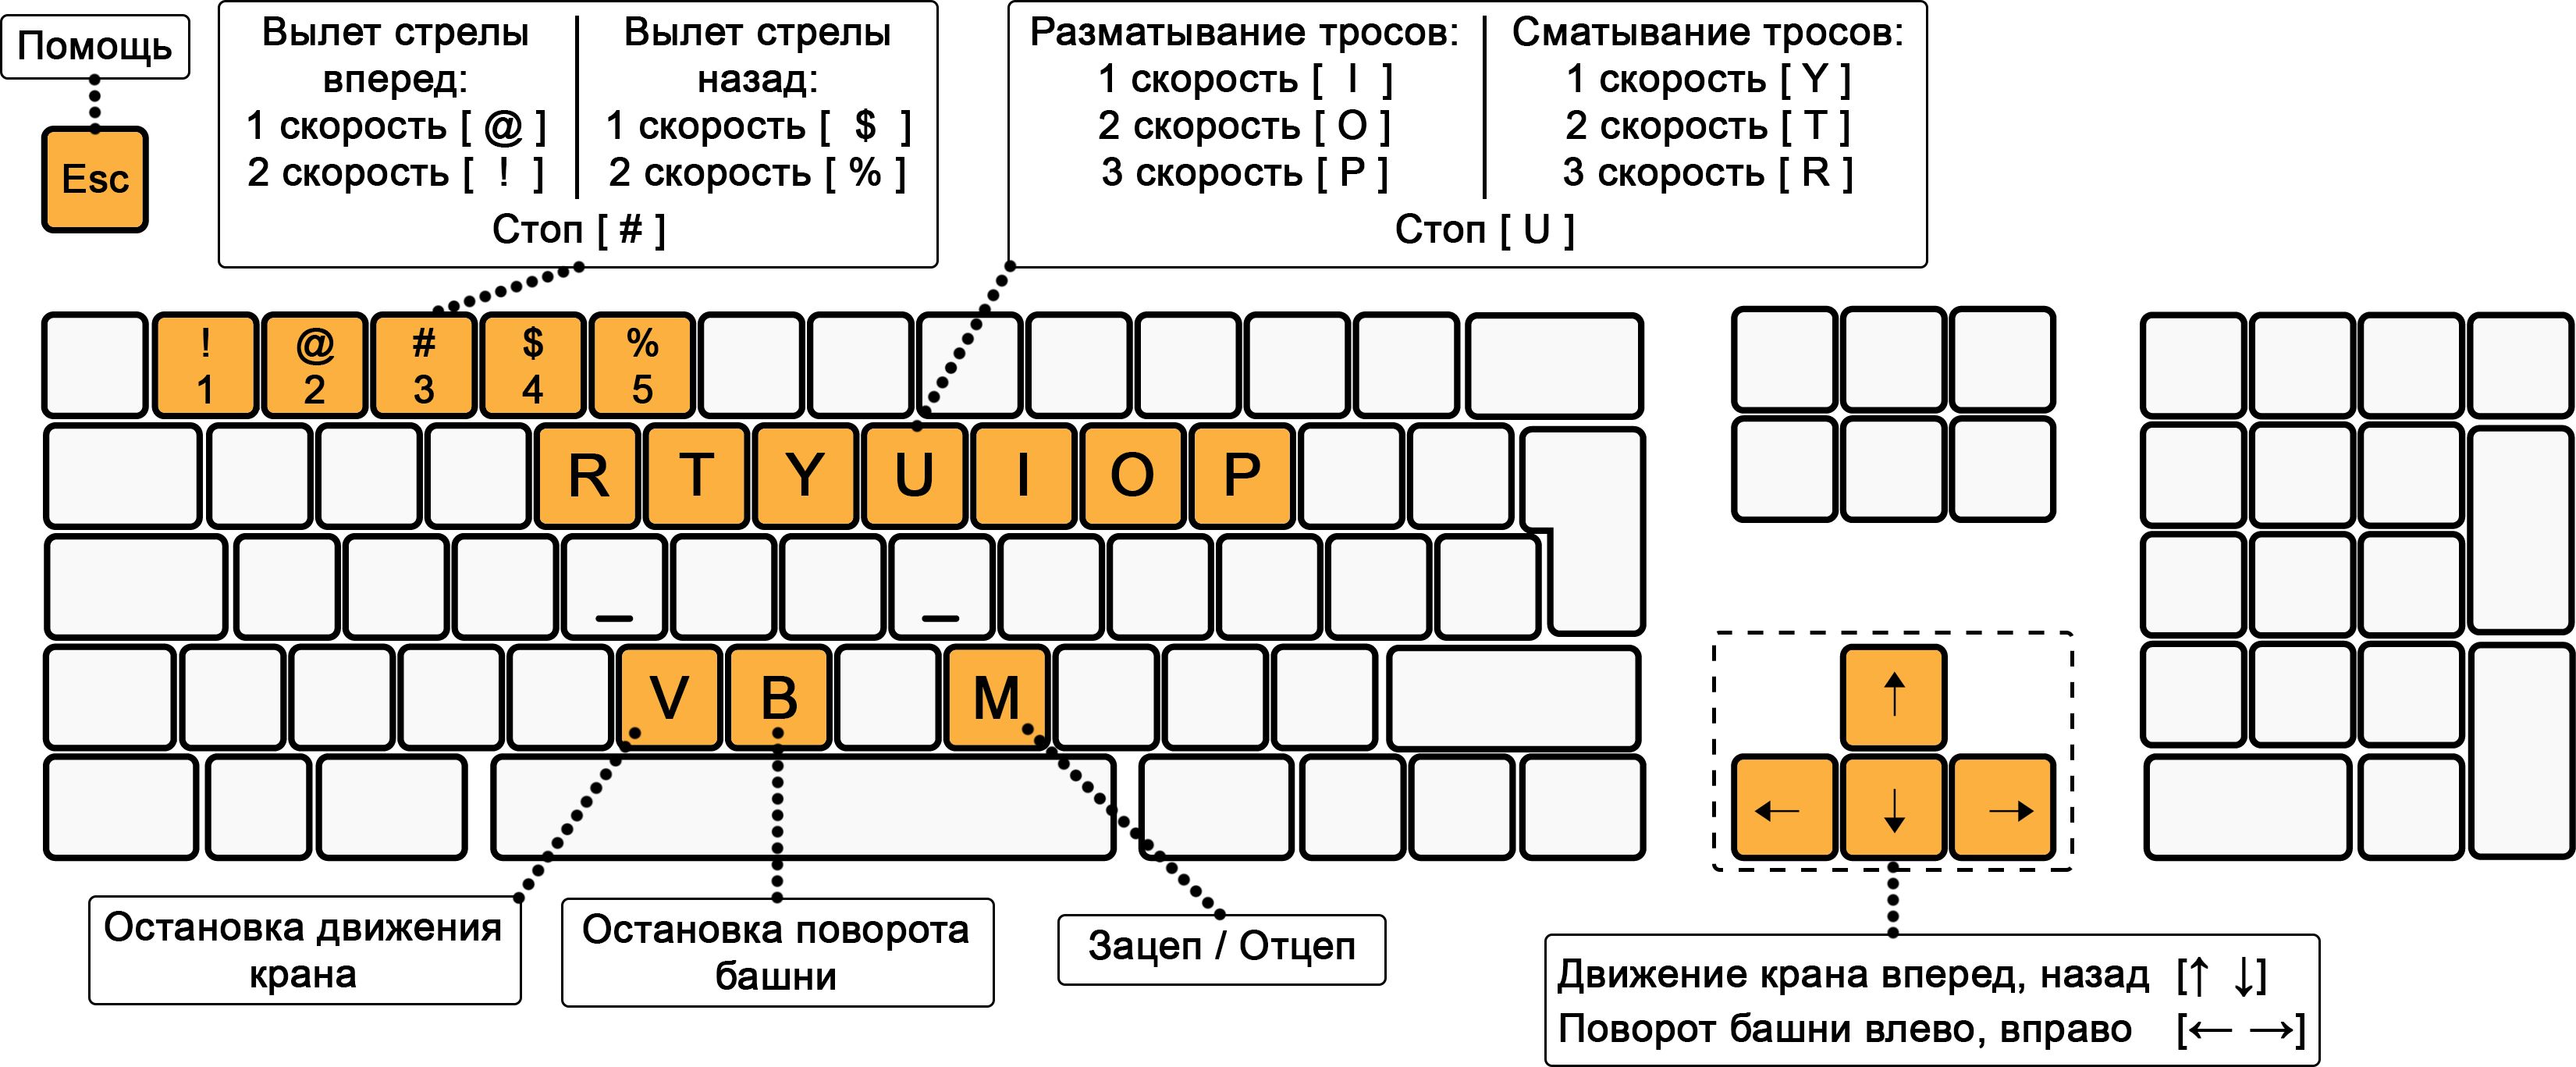 Помощь
Esc
Вылет стрелы
вперед:
1 скорость [ @ ]
2 скорость [ ! ]
Вылет стрелы
назад:
1 скорость [ $ ]
2 скорость [ % ]
Стоп [ # ]
Разматывание тросов:
1 скорость [ I ]
2 скорость [ O ]
3 скорость [ P ]
Сматывание тросов:
1 скорость [ Y ]
2 скорость [ T ]
3 скорость [ R ]
Стоп [ U ]
! @ # $ %
1 2 3 4 5
R T Y U I O P
_ _
V B M
↑
← ↓ →
Остановка движения
крана
Остановка поворота
башни
Зацеп / Отцеп
Движение крана вперед, назад [↑ ↓]
Поворот башни влево, вправо [← →]